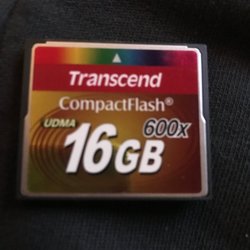 Transcend
CompactFlash®
UDMA 600x
16GB